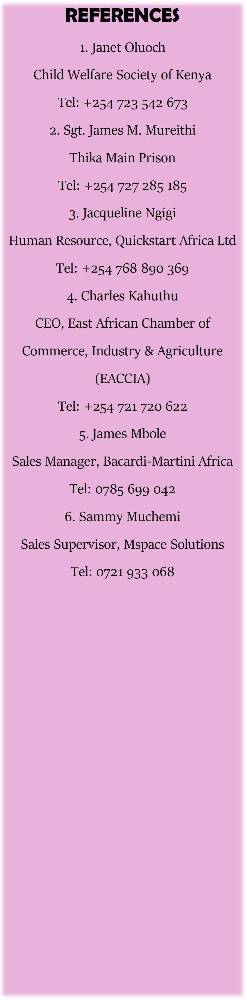 REFERENCES
1. Janet Oluoch
Child Welfare Society of Kenya
Tel: +254 723 542 673
2. Sgt. James M. Mureithi
Thika Main Prison
Tel: +254 727 285 185
3. Jacqueline Ngigi
Human Resource, Quickstart Africa Ltd
Tel: +254 768 890 369
4. Charles Kahuthu
CEO, East African Chamber of
Commerce, Industry & Agriculture
(EACCIA)
Tel: +254 721 720 622
5. James Mbole
Sales Manager, Bacardi-Martini Africa
Tel: 0785 699 042
6. Sammy Muchemi
Sales Supervisor, Mspace Solutions
Tel: 0721 933 068